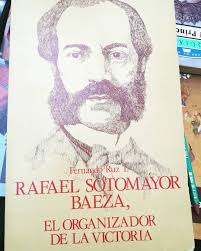 Fernando Ruz T.
RAFAEL SOTOMAYOR
BAEZA,
EL ORGANIZADOR
DE LA VICTORIA